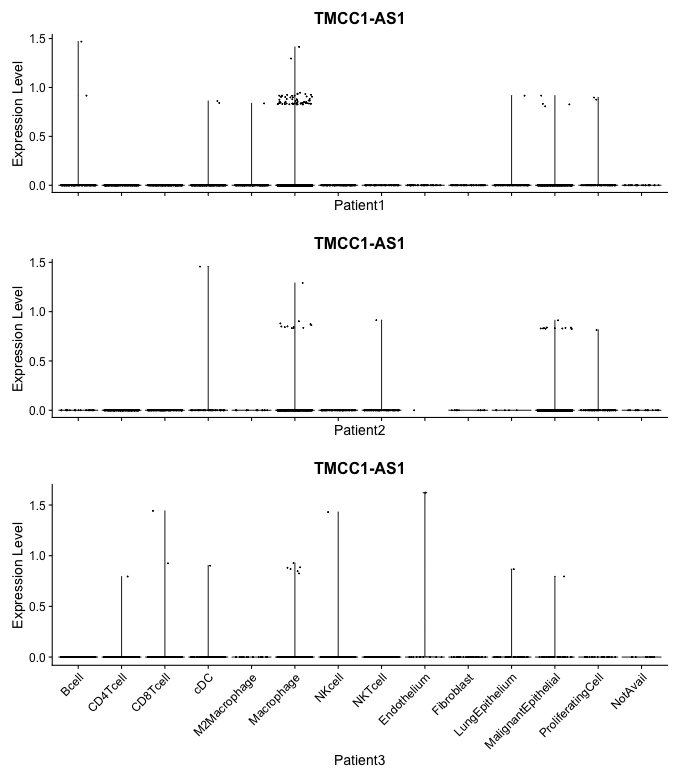 TMCC1-AS1
Expression Level
1.5
1.0
0.5
0.0
Patient1
TMCC1-AS1
Expression Level
1.5
1.0
0.5
0.0
Patient2
TMCC1-AS1
Expression Level
1.5
1.0
0.5
0.0
Bcell
CD4Tcell
CD8Tcell
cDC
M2Macrophage
Macrophage
NKcell
NKTcell
Endothelium
Fibroblast
LungEpithelium
MalignantEpithelial
ProliferatingCell
NotAvail
Patient3